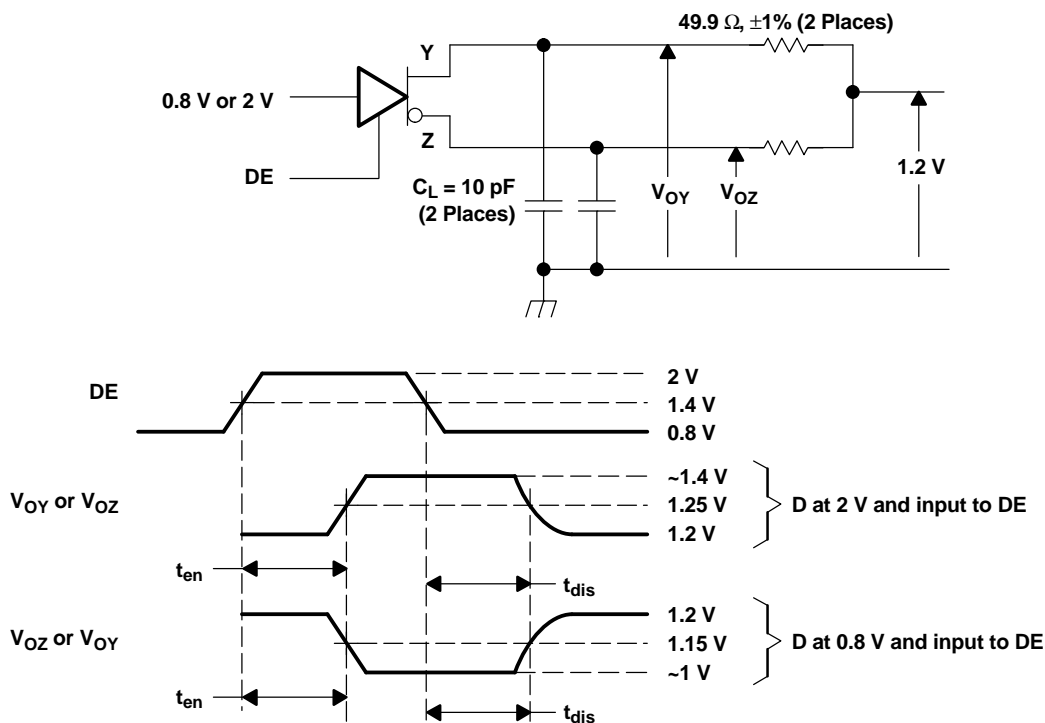 49.9 Ω, ±1% (2 Places)
Y
0.8 V or 2 V
Z
DE
1.2 V
C_L = 10 pF
(2 Places)
V_OY
V_OZ
DE
2 V
1.4 V
0.8 V
V_OY or V_OZ
~1.4 V
1.25 V
1.2 V
D at 2 V and input to DE
t_en
t_dis
V_OZ or V_OY
1.2 V
1.15 V
~1 V
D at 0.8 V and input to DE
t_en
t_dis